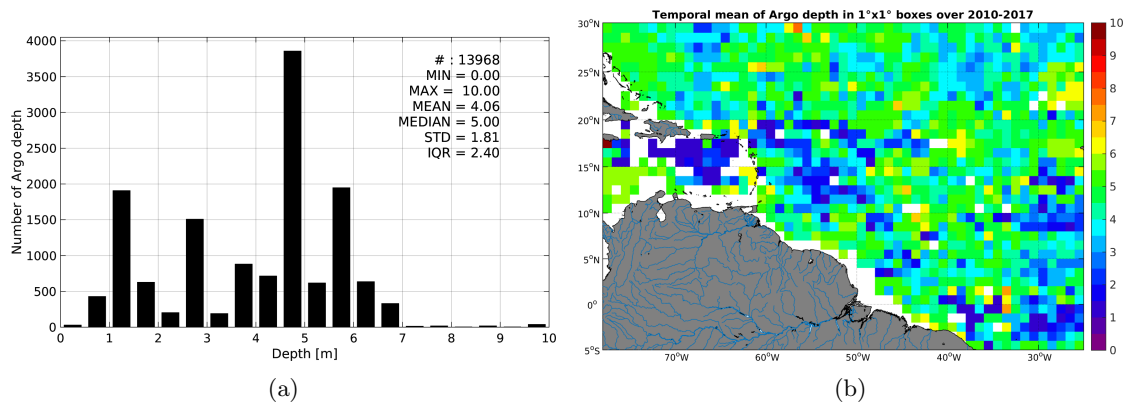 4000
3500
3000
2500
2000
1500
1000
500
0
Number of Argo depth
# : 13968
MIN = 0.00
MAX = 10.00
MEAN = 4.06
MEDIAN = 5.00
STD = 1.81
IQR = 2.40
0 1 2 3 4 5 6 7 8 9 10
Depth [m]
(a)
Temporal mean of Argo depth in 1°x1° boxes over 2010-2017
30°N
25°N
20°N
15°N
10°N
5°N
0°
5°S
70°W 60°W 50°W 40°W 30°W
10
9
8
7
6
5
4
3
2
1
0
(b)